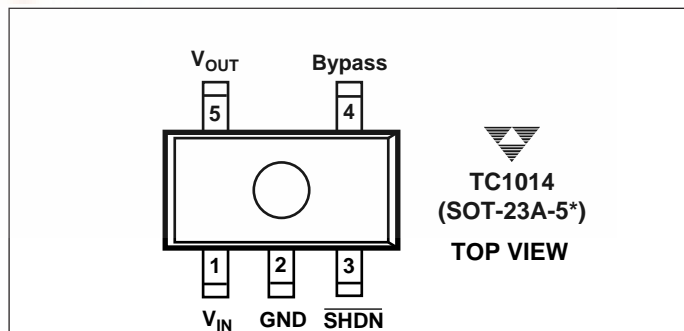 VOUT Bypass
5 4
TC1014
(SOT-23A-5*)
TOP VIEW
1 2 3
VIN GND SHDN